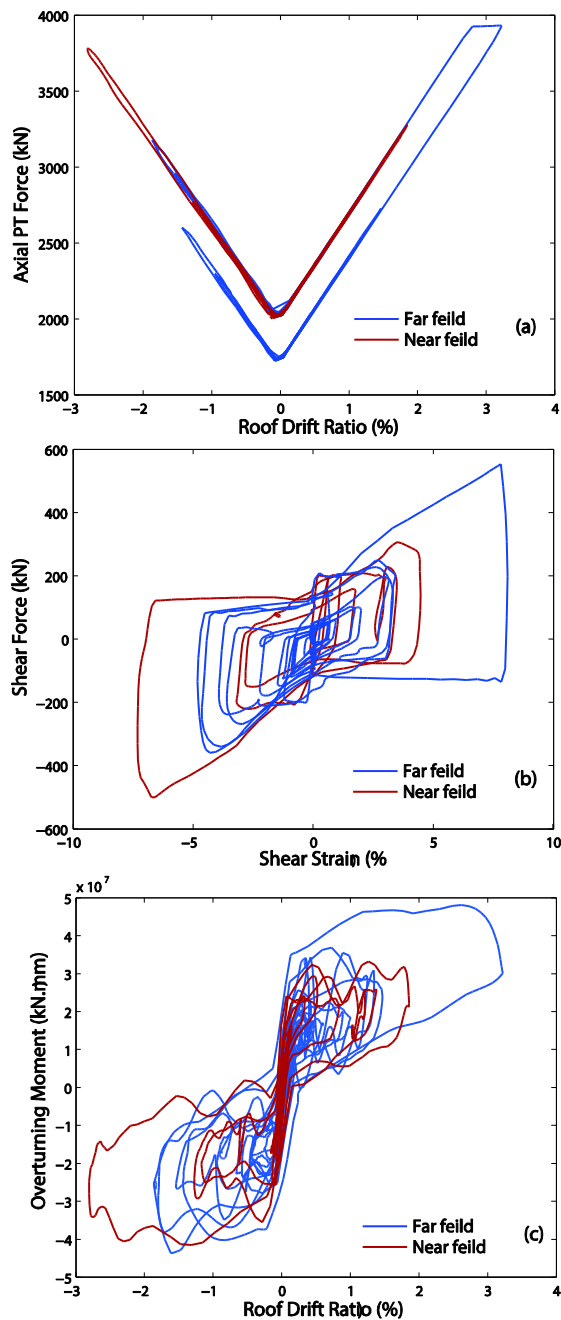 4000
3500
3000
2500
2000
1500
Axial PT Force (kN)
Far feild
Near feild
(a)
−3 −2 −1 0 1 2 3 4
Roof Drift Ratio (%)
600
400
200
0
−200
−400
−600
Shear Force (kN)
Far feild
Near feild
(b)
−10 −5 0 5 10
Shear Strain (%
x 10 7
5
4
3
2
1
0
−1
−2
−3
−4
−5
Overturning Moment (kN.mm)
Far feild
Near feild
(c)
−3 −2 −1 0 1 2 3 4
Roof Drift Ratio (%)